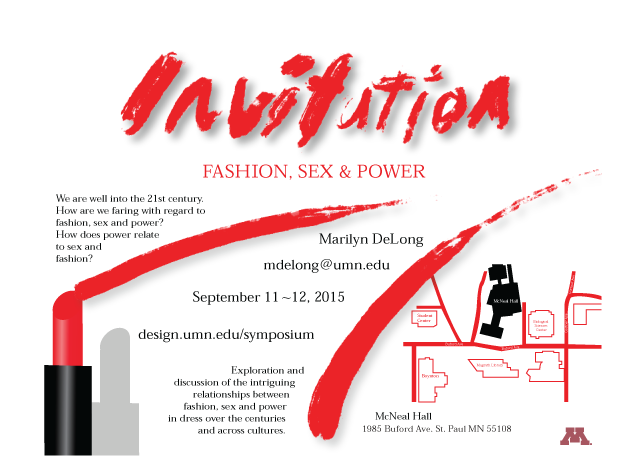 Invitation
FASHION, SEX & POWER
We are well into the 21st century.
How are we faring with regard to
fashion, sex and power?
How does power relate
to sex and
fashion?
Marilyn DeLong
mdelong@umn.edu
September 11~12, 2015
design.umn.edu/symposium
Exploration and
discussion of the intriguing
relationships between
fashion, sex and power
in dress over the centuries
and across cultures.
McNeal Hall
Student
Center
McNeal Hall
1985 Buford Ave. St. Paul MN 55108
M